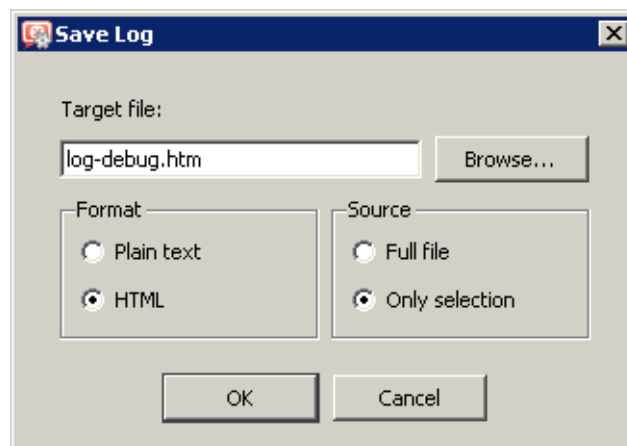 Save Log
Target file:
log-debug.htm Browse...
Format Source
Plain text Full file
HTML Only selection
OK Cancel